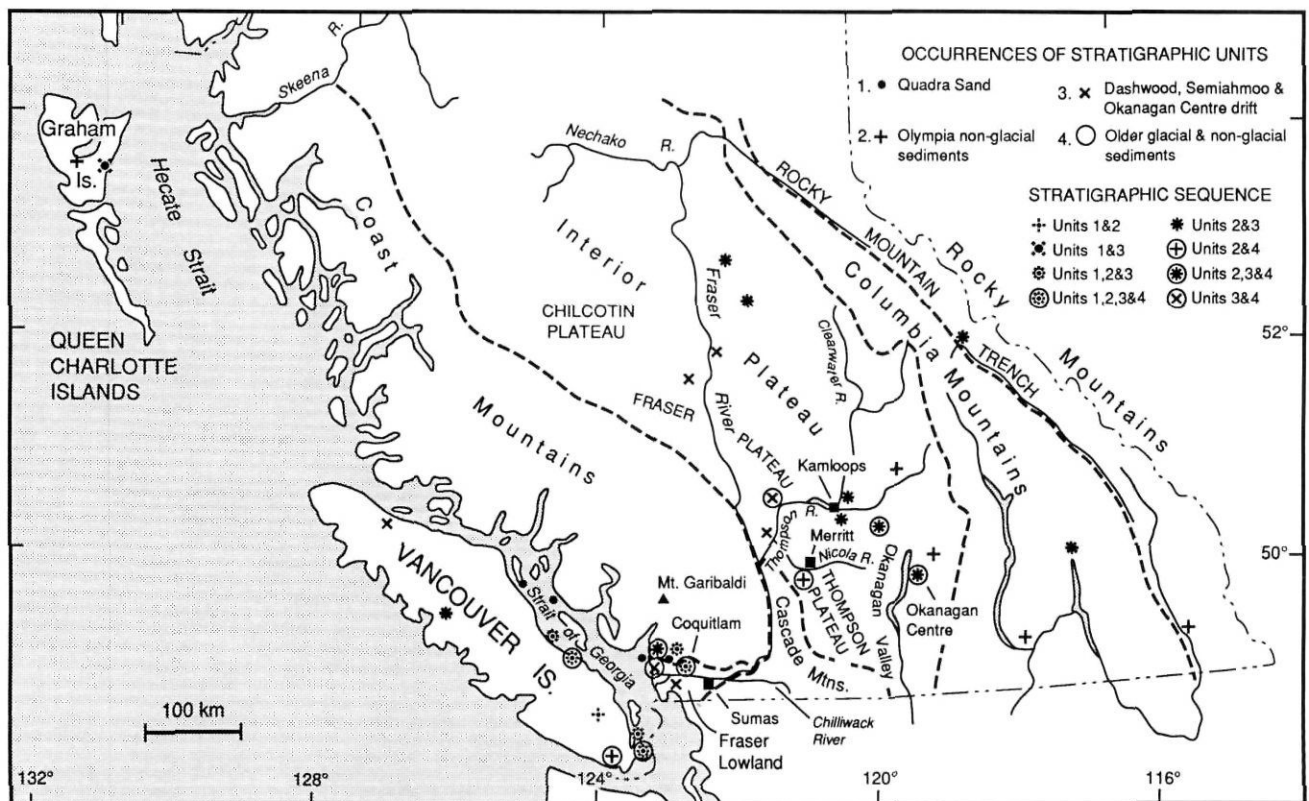 OCCURRENCES OF STRATIGRAPHIC UNITS
1. Quadra Sand
2. Olympia non-glacial
sediments
3. Dashwood, Semiahmoo &
Okanagan Centre drift
4. Older glacial & non-glacial
sediments
STRATIGRAPHIC SEQUENCE
Units 1&2
Units 1&3
Units 1,2&3
Units 1,2,3&4
Units 2&3
Units 2&4
Units 2,3&4
Units 3&4
R.
Skeena
Graham
Is.
Hecate
Strait
QUEEN
CHARLOTTE
ISLANDS
Coast
Mountains
Nechako
R.
Interior
Plateau
CHILCOTIN
PLATEAU
Fraser
River
FRASER
PLATEAU
ROCKY
MOUNTAIN
TRENCH
Rocky
Mountains
Columbia
Mountains
Clearwater R.
52°
Kamloops
Thompson
R.
Merritt
Nicola R.
THOMPSON
PLATEAU
Okanagan
Valley
Okanagan
Centre
50°
VANCOUVER
IS.
Strait of
Georgia
Mt. Garibaldi
Coquitlam
Cascade Mtns.
Sumas
Fraser
Lowland
Chilliwack
River
100 km
132°
128°
124°
120°
116°